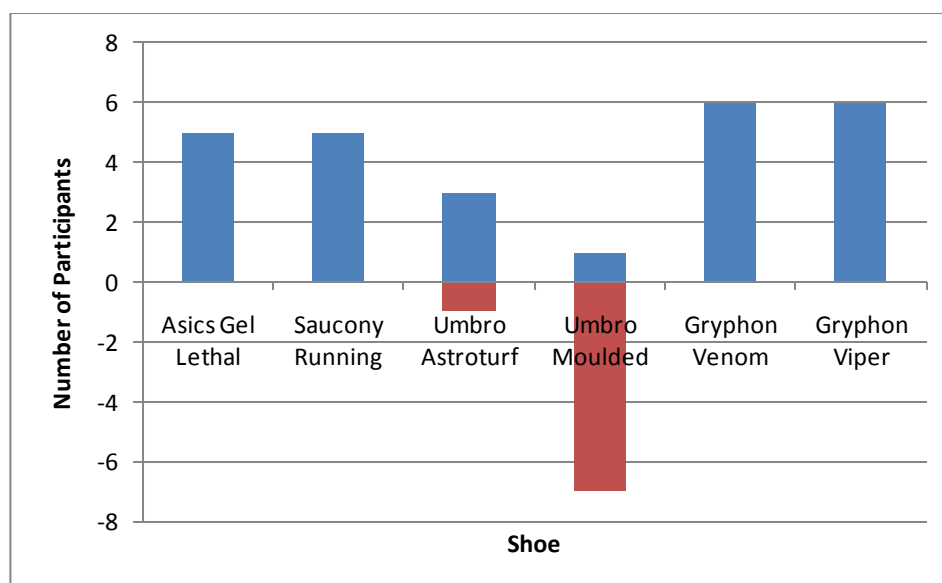 8
6
4
2
0
-2
-4
-6
-8
Number of Participants
Asics Gel
Lethal
Saucony
Running
Umbro
Astroturf
Umbro
Moulded
Gryphon
Venom
Gryphon
Viper
Shoe